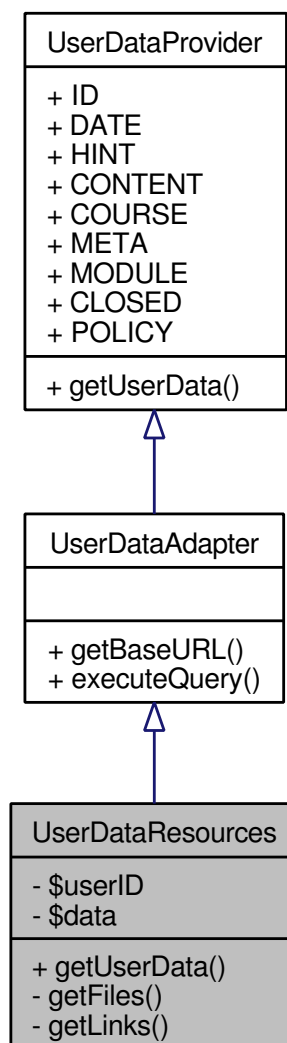 UserDataProvider
+ ID
+ DATE
+ HINT
+ CONTENT
+ COURSE
+ META
+ MODULE
+ CLOSED
+ POLICY
+ getUserData()
UserDataAdapter
+ getBaseURL()
+ executeQuery()
UserDataResources
- $userID
- $data
+ getUserData()
- getFiles()
- getLinks()